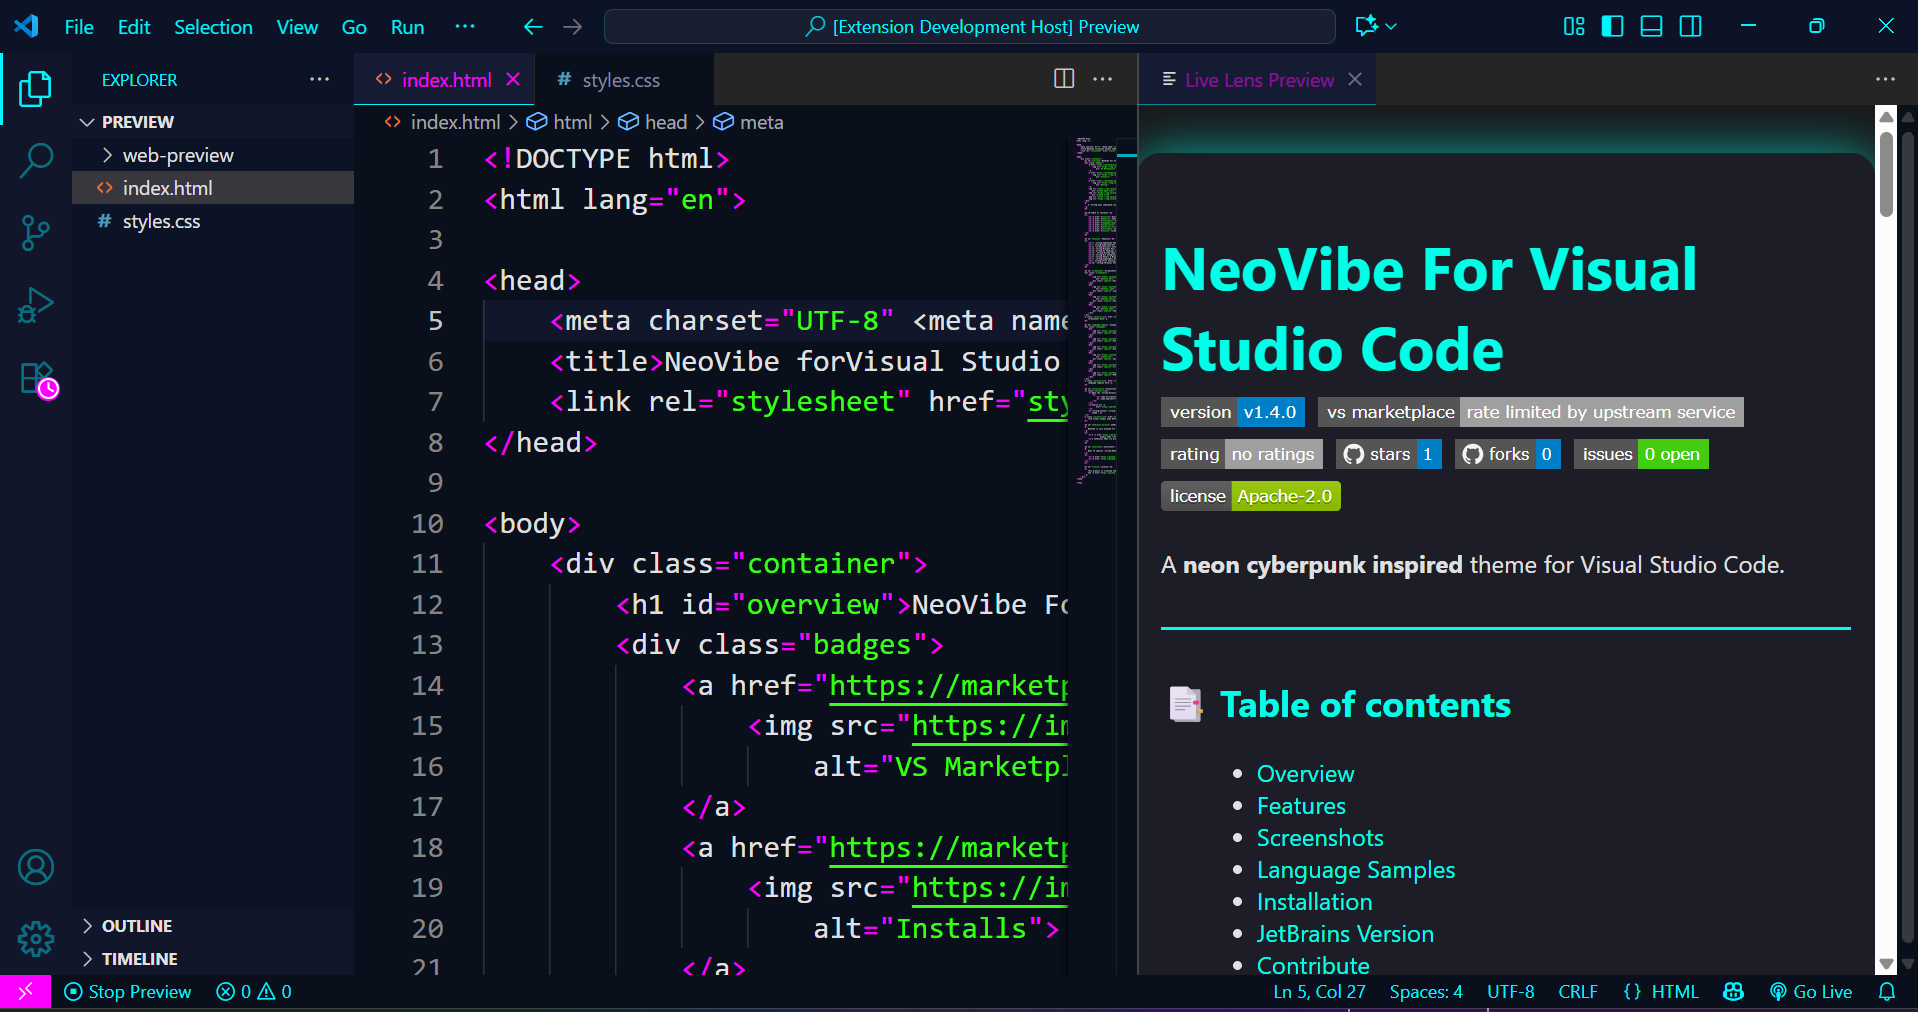 File Edit Selection View Go Run ···
[Extension Development Host] Preview
EXPLORER ···
PREVIEW
web-preview
index.html
styles.css
OUTLINE
TIMELINE
index.html
# styles.css
index.html > html > head > meta
1 <!DOCTYPE html>
2 <html lang="en">
3
4 <head>
5 <meta charset="UTF-8" <meta name
6 <title>NeoVibe forVisual Studio
7 <link rel="stylesheet" href="sty
8 </head>
9
10 <body>
11 <div class="container">
12 <h1 id="overview">NeoVibe Fo
13 <div class="badges">
14 <a href="https://marketp
15 <img src="https://im
16 alt="VS Marketpl
17 </a>
18 <a href="https://marketp
19 <img src="https://im
20 alt="Installs">
21 </a>
Live Lens Preview
NeoVibe For Visual
Studio Code
version v1.4.0 vs marketplace rate limited by upstream service
rating no ratings stars 1 forks 0 issues 0 open
license Apache-2.0
A neon cyberpunk inspired theme for Visual Studio Code.
Table of contents
• Overview
• Features
• Screenshots
• Language Samples
• Installation
• JetBrains Version
• Contribute
Stop Preview 0 0
Ln 5, Col 27 Spaces: 4 UTF-8 CRLF {} HTML Go Live